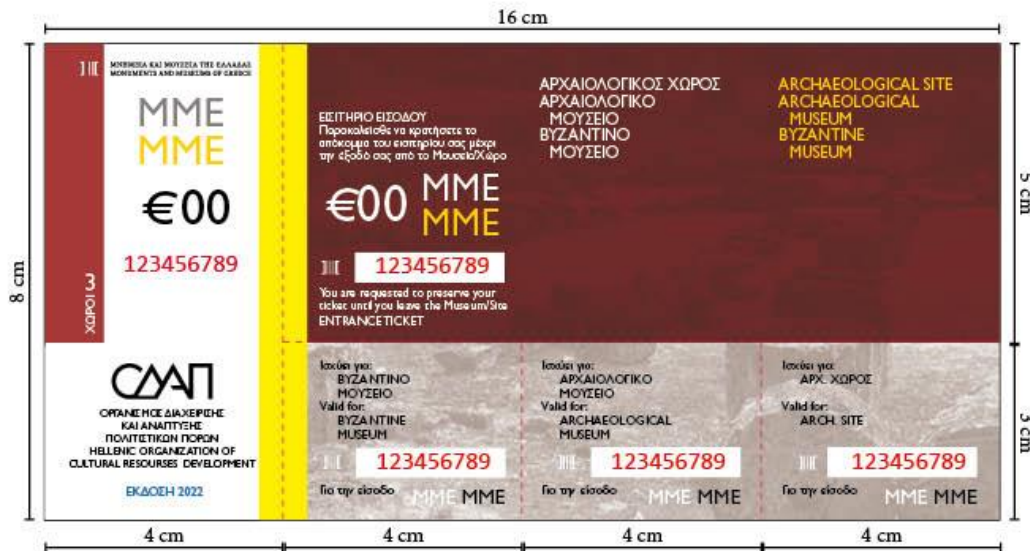 16 cm
8 cm
ΜΝΗΜΕΙΑ ΚΑΙ ΜΟΥΣΕΙΑ ΤΗΣ ΕΛΛΑΔΑΣ
MONUMENTS AND MUSEUMS OF GREECE
MME
MME
€00
123456789
ΧΩΡΟΙ 3
ΕΙΣΙΤΗΡΙΟ ΕΙΣΟΔΟΥ
Παρακαλείσθε να κρατήσετε το
απόκομμα του εισιτηρίου σας μέχρι
την έξοδό σας από το Μουσείο/Χώρο
€00
MME
MME
123456789
You are requested to preserve your
ticket until you leave the Museum/Site
ENTRANCE TICKET
ΑΡΧΑΙΟΛΟΓΙΚΟΣ ΧΩΡΟΣ
ΑΡΧΑΙΟΛΟΓΙΚΟ
ΜΟΥΣΕΙΟ
ΒΥΖΑΝΤΙΝΟ
ΜΟΥΣΕΙΟ
ARCHAEOLOGICAL SITE
ARCHAEOLOGICAL
MUSEUM
BYZANTINE
MUSEUM
5 cm
ΟΡΓΑΝΙΣΜΟΣ ΔΙΑΧΕΙΡΙΣΗΣ
ΚΑΙ ΑΝΑΠΤΥΞΗΣ
ΠΟΛΙΤΙΣΤΙΚΩΝ ΠΟΡΩΝ
HELLENIC ORGANIZATION OF
CULTURAL RESOURSES DEVELOPMENT
ΕΚΔΟΣΗ 2022
Ισχύει για:
ΒΥΖΑΝΤΙΝΟ
ΜΟΥΣΕΙΟ
Valid for:
BYZANTINE
MUSEUM
123456789
Για την είσοδο
MME MME
Ισχύει για:
ΑΡΧΑΙΟΛΟΓΙΚΟ
ΜΟΥΣΕΙΟ
Valid for:
ARCHAEOLOGICAL
MUSEUM
123456789
Για την είσοδο
MME MME
Ισχύει για:
ΑΡΧ. ΧΩΡΟΣ
Valid for:
ARCH. SITE
123456789
Για την είσοδο
MME MME
3 cm
4 cm
4 cm
4 cm
4 cm